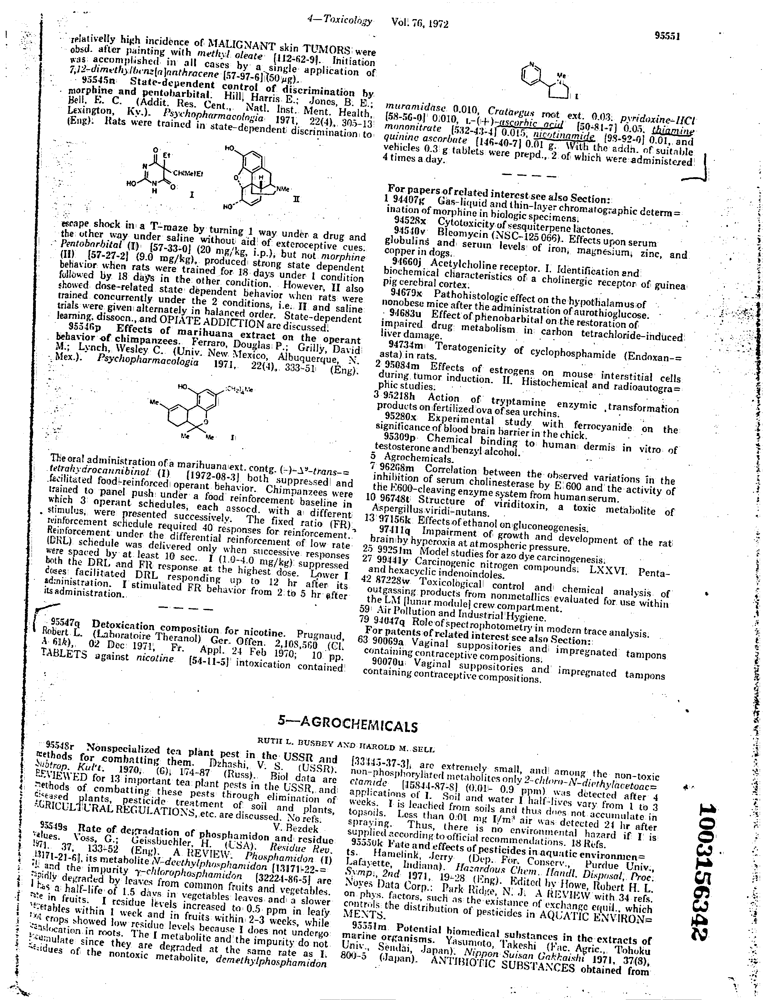 4—Toxicology Vol. 76, 1972
95551
relativelly high incidence of MALIGNANT skin TUMORS were
obsd. after painting with methyl oleate [112-62-9]. Initiation
was accomplished in all cases by a single application of
7,12-dimethylbenz[a]anthracene [57-97-6] (50 µg).
95545n State-dependent control of discrimination by
morphine and pentobarbital. Hill, Harris E.; Jones, B. E.;
Bell, E. C. (Addit. Res. Cent., Natl. Inst. Ment. Health,
Lexington, Ky.). Psychopharmacologia 1971, 22(4), 305-13
(Eng). Rats were trained in state-dependent discrimination to
O Et
N CHMeEt
HO N O
H
I
HO
O
H
NMe
HO
II
escape shock in a T-maze by turning 1 way under a drug and
the other way under saline without aid of exteroceptive cues.
Pentobarbital (I) [57-33-0] (20 mg/kg, i.p.), but not morphine
(II) [57-27-2] (9.0 mg/kg), produced strong state dependent
behavior when rats were trained for 18 days under 1 condition
followed by 18 days in the other condition. However, II also
showed dose-related state dependent behavior when rats were
trained concurrently under the 2 conditions, i.e. II and saline
trials were given alternately in balanced order. State-dependent
learning, dissocn., and OPIATE ADDICTION are discussed.
95546p Effects of marihuana extract on the operant
behavior of chimpanzees. Ferraro, Douglas P.; Grilly, David
M.; Lynch, Wesley C. (Univ. New Mexico, Albuquerque, N.
Mex.). Psychopharmacologia 1971, 22(4), 333-51 (Eng).
HO (CH2)4Me
Me
O
Me Me I
The oral administration of a marihuana ext. contg. (-)-Δ9-trans-=
tetrahydrocannibinol (I) [1972-08-3] both suppressed and
facilitated food-reinforced operant behavior. Chimpanzees were
trained to panel push under a food reinforcement baseline in
which 3 operant schedules, each assocd. with a different
stimulus, were presented successively. The fixed ratio (FR)
reinforcement schedule required 40 responses for reinforcement.
Reinforcement under the differential reinforcement of low rate
(DRL) schedule was delivered only when successive responses
were spaced by at least 10 sec. I (1.0-4.0 mg/kg) suppressed
both the DRL and FR response at the highest dose. Lower I
doses facilitated DRL responding up to 12 hr after its
administration. I stimulated FR behavior from 2 to 5 hr after
its administration.
95547q Detoxication composition for nicotine. Prugnaud,
Robert L. (Laboratoire Theranol) Ger. Offen. 2,108,560 (Cl.
A 61k), 02 Dec 1971, Fr. Appl. 24 Feb 1970; 10 pp.
TABLETS against nicotine [54-11-5] intoxication contained
N
Me
N
I
muramidase 0.010, Crataegus root ext. 0.03, pyridoxine-HCl
[58-56-0] 0.010, L-(+)-ascorbic acid [50-81-7] 0.05, thiamine
mononitrate [532-43-4] 0.015, nicotinamide [98-92-0] 0.01, and
quinine ascorbate [146-40-7] 0.01 g. With the addn. of suitable
vehicles 0.3 g tablets were prepd., 2 of which were administered
4 times a day.
For papers of related interest see also Section:
1 94407g Gas-liquid and thin-layer chromatographic determ=
ination of morphine in biologic specimens.
94528x Cytotoxicity of sesquiterpene lactones.
94540v Bleomycin (NSC-125066). Effects upon serum
globulins and serum levels of iron, magnesium, zinc, and
copper in dogs.
94660j Acetylcholine receptor. I. Identification and
biochemical characteristics of a cholinergic receptor of guinea
pig cerebral cortex.
94679x Pathohistologic effect on the hypothalamus of
nonobese mice after the administration of aurothioglucose.
94683u Effect of phenobarbital on the restoration of
impaired drug metabolism in carbon tetrachloride-induced
liver damage.
94734m Teratogenicity of cyclophosphamide (Endoxan-=
asta) in rats.
2 95084m Effects of estrogens on mouse interstitial cells
during tumor induction. II. Histochemical and radioautogra=
phic studies.
3 95218h Action of tryptamine enzymic transformation
products on fertilized ova of sea urchins.
95280x Experimental study with ferrocyanide on the
significance of blood brain barrier in the chick.
95309p Chemical binding to human dermis in vitro of
testosterone and benzyl alcohol.
5 Agrochemicals.
7 96268m Correlation between the observed variations in the
inhibition of serum cholinesterase by E 600 and the activity of
the E600-cleaving enzyme system from human serum.
10 96748t Structure of viriditoxin, a toxic metabolite of
Aspergillus viridi-nutans.
13 97156k Effects of ethanol on gluconeogenesis.
97411q Impairment of growth and development of the rat
brain by hyperoxia at atmospheric pressure.
25 99251m Model studies for azo dye carcinogenesis.
27 99441y Carcinogenic nitrogen compounds. LXXVI. Penta-
and hexacyclic indenoindoles.
42 87228w Toxicological control and chemical analysis of
outgassing products from nonmetallics evaluated for use within
the LM [lunar module] crew compartment.
59 Air Pollution and Industrial Hygiene.
79 94047q Role of spectrophotometry in modern trace analysis.
For patents of related interest see also Section:
63 90069a Vaginal suppositories and impregnated tampons
containing contraceptive compositions.
90070u Vaginal suppositories and impregnated tampons
containing contraceptive compositions.
5—AGROCHEMICALS
RUTH L. BUSBEY AND HAROLD M. SELL
95548r Nonspecialized tea plant pest in the USSR and
methods for combatting them. Dzhashi, V. S. (USSR).
Subtrop. Kul't. 1970, (6), 174-87 (Russ). Biol data are
REVIEWED for 13 important tea plant pests in the USSR, and
methods of combatting these pests through elimination of
diseased plants, pesticide treatment of soil and plants,
AGRICULTURAL REGULATIONS, etc. are discussed. No refs.
V. Bezdek
95549s Rate of degradation of phosphamidon and residue
values. Voss, G.; Geissbuehler, H. (USA). Residue Rev.
1971, 37, 133-52 (Eng). A REVIEW. Phosphamidon (I)
[13171-21-6], its metabolite N-deethylphosphamidon [13171-22-=
7] and the impurity γ-chlorophosphamidon [32224-86-5] are
rapidly degraded by leaves from common fruits and vegetables.
I has a half-life of 1.5 days in vegetables leaves and a slower
rate in fruits. I residue levels increased to 0.5 ppm in leafy
vegetables within 1 week and in fruits within 2-3 weeks, while
root crops showed low residue levels because I does not undergo
translocation in roots. The I metabolite and the impurity do not
accumulate since they are degraded at the same rate as I.
Residues of the nontoxic metabolite, demethylphosphamidon
[33445-37-3], are extremely small, and among the non-toxic
non-phosphorylated metabolites only 2-chloro-N-diethylacetoac=
etamide [15844-87-8] (0.01- 0.9 ppm) was detected after 4
applications of I. Soil and water I half-lives vary from 1 to 3
weeks. I is leached from soils and thus does not accumulate in
topsoils. Less than 0.01 mg I/m3 air was detected 24 hr after
spraying. Thus, there is no environmental hazard if I is
supplied according to official recommendations. 18 Refs.
95550k Fate and effects of pesticides in aquatic environmen=
ts. Hamelink, Jerry (Dep. For. Conserv., Purdue Univ.,
Lafayette, Indiana). Hazardous Chem. Handl. Disposal, Proc.
Symp., 2nd 1971, 19-28 (Eng). Edited by Howe, Robert H. L.
Noyes Data Corp.: Park Ridge, N. J. A REVIEW with 34 refs.
on phys. factors, such as the existance of exchange equil., which
controls the distribution of pesticides in AQUATIC ENVIRON=
MENTS.
95551m Potential biomedical substances in the extracts of
marine organisms. Yasumoto, Takeshi (Fac. Agric., Tohoku
Univ., Sendai, Japan). Nippon Suisan Gakkaishi 1971, 37(8),
800-5 (Japan). ANTIBIOTIC SUBSTANCES obtained from
1003156342